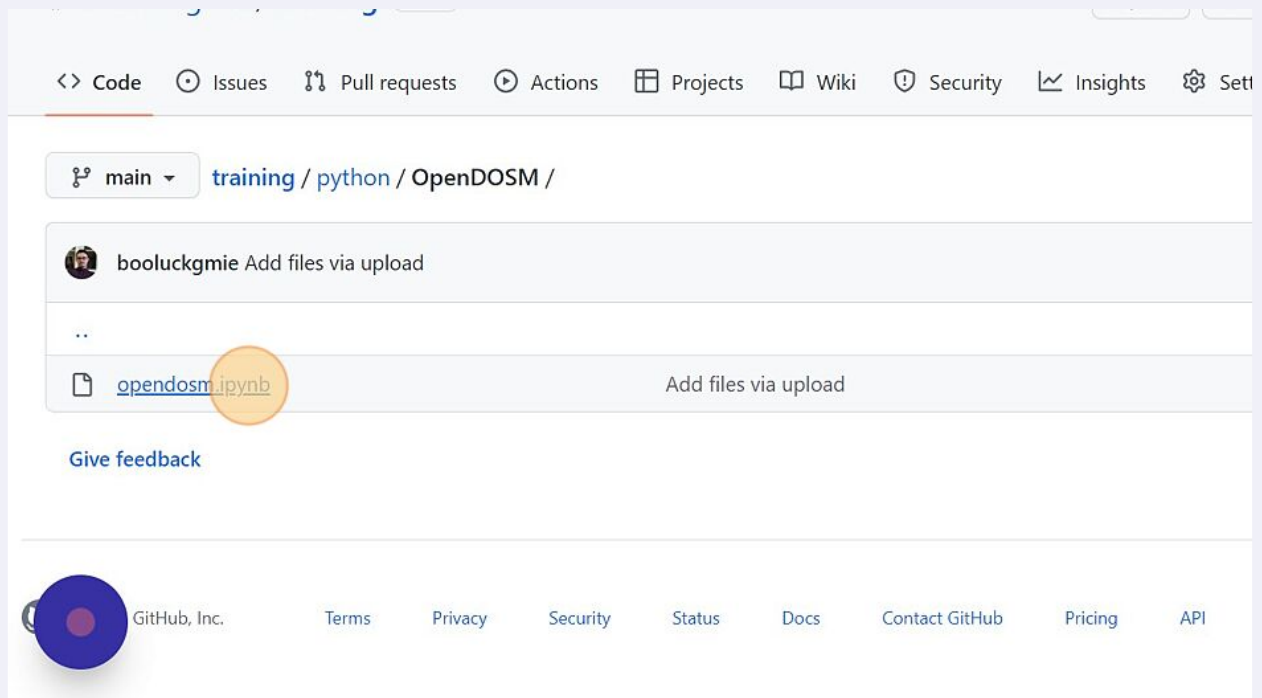 Code Issues Pull requests Actions Projects Wiki Security Insights
main training / python / OpenDOSM /
booluckgmie Add files via upload
..
opendosm.ipynb Add files via upload
Give feedback
GitHub, Inc. Terms Privacy Security Status Docs Contact GitHub Pricing API